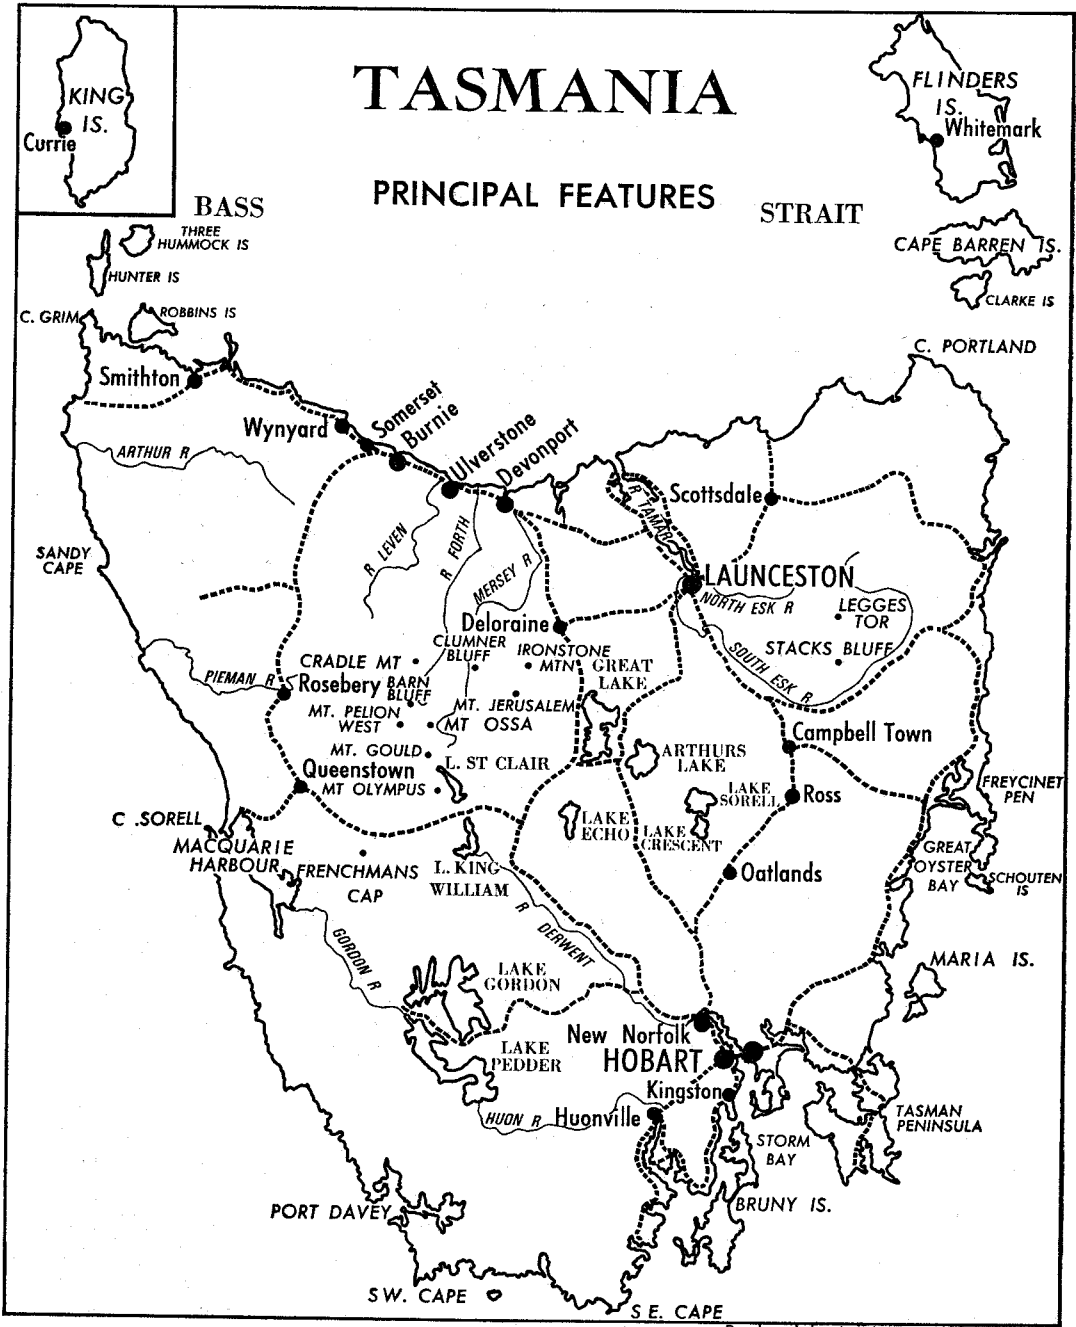 TASMANIA
PRINCIPAL FEATURES
KING
IS.
Currie
FLINDERS
IS.
Whitemark
BASS
STRAIT
THREE
HUMMOCK IS
HUNTER IS
CAPE BARREN IS.
CLARKE IS
C. GRIM
ROBBINS IS
C. PORTLAND
Smithton
Wynyard
Somerset
Burnie
Ulverstone
Devonport
ARTHUR R
Scottsdale
R TAMAR
R LEVEN
R FORTH
MERSEY R
SANDY
CAPE
LAUNCESTON
NORTH ESK R
LEGGES
TOR
Deloraine
CLUMNER
BLUFF
IRONSTONE
MTN
STACKS BLUFF
SOUTH ESK R
CRADLE MT
GREAT
LAKE
PIEMAN R
Rosebery
BARN
BLUFF
MT. JERUSALEM
MT. PELION
WEST
MT OSSA
Campbell Town
MT. GOULD
L. ST CLAIR
ARTHURS
LAKE
Queenstown
MT OLYMPUS
LAKE
SORELL
Ross
FREYCINET
PEN
C .SORELL
LAKE
ECHO
LAKE
CRESCENT
MACQUARIE
HARBOUR
FRENCHMANS
CAP
L. KING
WILLIAM
Oatlands
GREAT
OYSTER
BAY
SCHOUTEN
IS
R DERWENT
GORDON R
LAKE
GORDON
MARIA IS.
New Norfolk
LAKE
PEDDER
HOBART
Kingston
HUON R
Huonville
TASMAN
PENINSULA
STORM
BAY
PORT DAVEY
BRUNY IS.
S W. CAPE
S E. CAPE